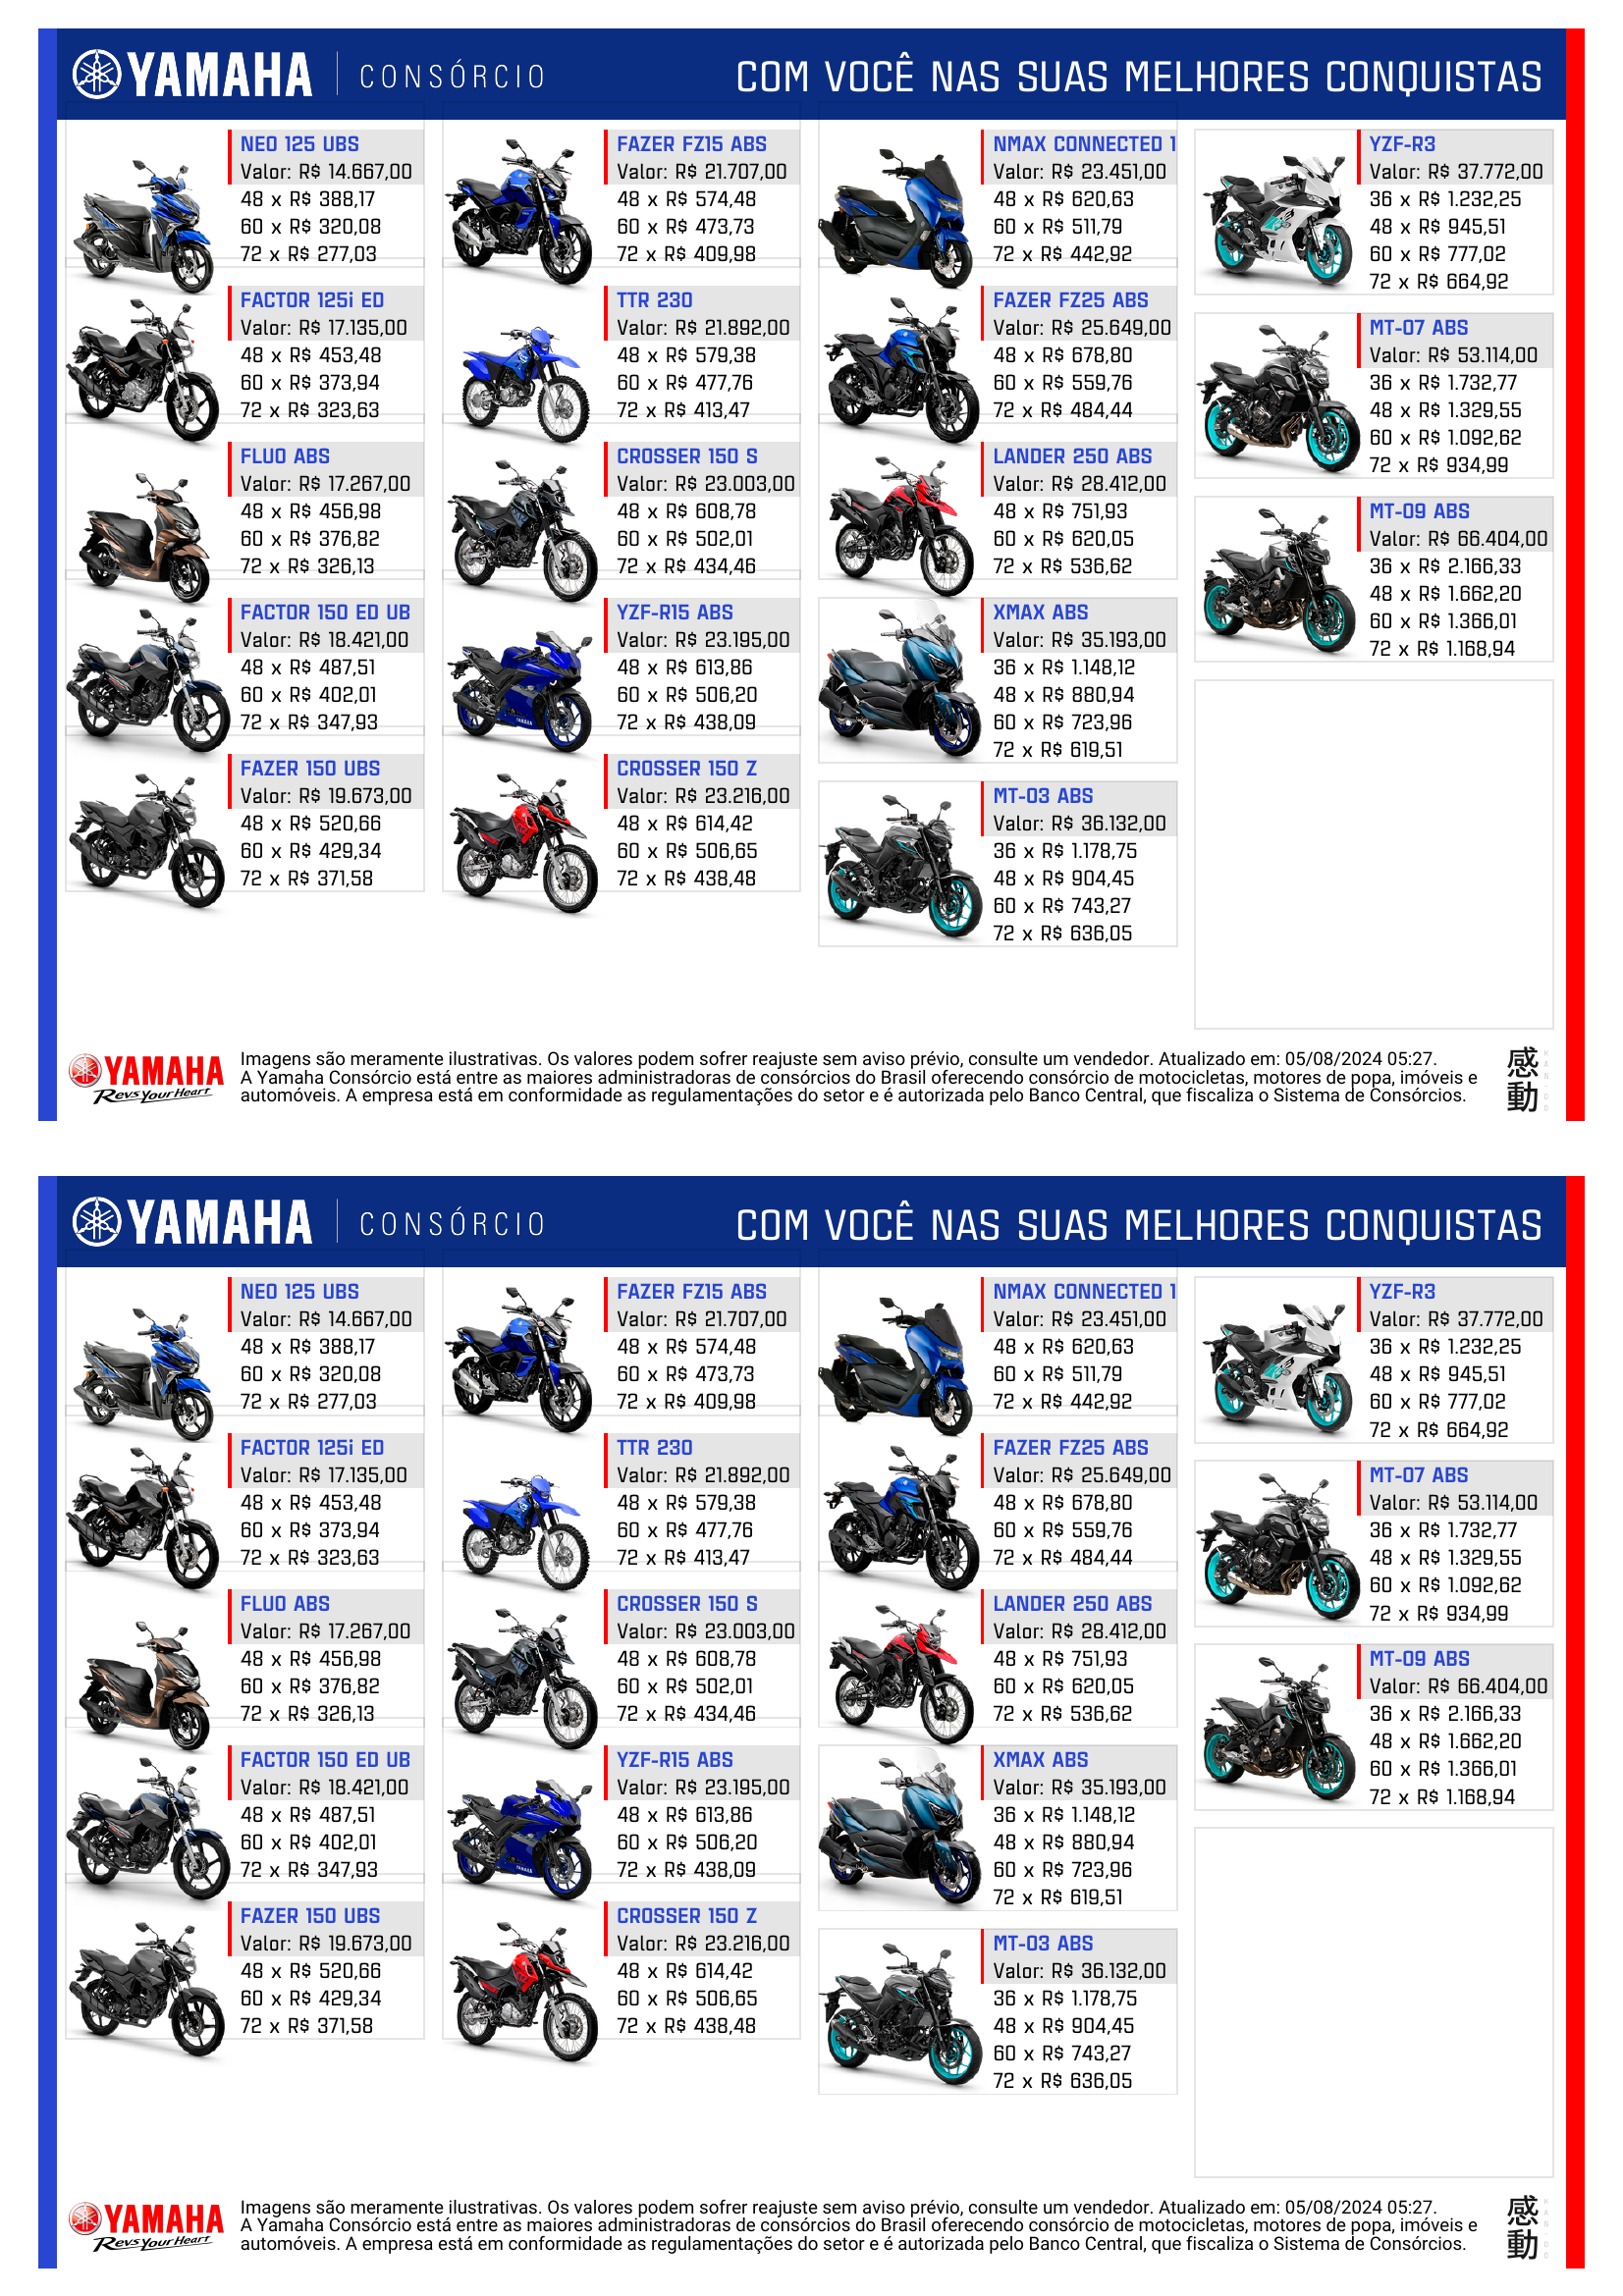 YAMAHA CONSÓRCIO COM VOCÊ NAS SUAS MELHORES CONQUISTAS
NEO 125 UBS
Valor: R$ 14.667,00
48 x R$ 388,17
60 x R$ 320,08
72 x R$ 277,03
FACTOR 125i ED
Valor: R$ 17.135,00
48 x R$ 453,48
60 x R$ 373,94
72 x R$ 323,63
FLUO ABS
Valor: R$ 17.267,00
48 x R$ 456,98
60 x R$ 376,82
72 x R$ 326,13
FACTOR 150 ED UB
Valor: R$ 18.421,00
48 x R$ 487,51
60 x R$ 402,01
72 x R$ 347,93
FAZER 150 UBS
Valor: R$ 19.673,00
48 x R$ 520,66
60 x R$ 429,34
72 x R$ 371,58
FAZER FZ15 ABS
Valor: R$ 21.707,00
48 x R$ 574,48
60 x R$ 473,73
72 x R$ 409,98
TTR 230
Valor: R$ 21.892,00
48 x R$ 579,38
60 x R$ 477,76
72 x R$ 413,47
CROSSER 150 S
Valor: R$ 23.003,00
48 x R$ 608,78
60 x R$ 502,01
72 x R$ 434,46
YZF-R15 ABS
Valor: R$ 23.195,00
48 x R$ 613,86
60 x R$ 506,20
72 x R$ 438,09
CROSSER 150 Z
Valor: R$ 23.216,00
48 x R$ 614,42
60 x R$ 506,65
72 x R$ 438,48
NMAX CONNECTED 1
Valor: R$ 23.451,00
48 x R$ 620,63
60 x R$ 511,79
72 x R$ 442,92
FAZER FZ25 ABS
Valor: R$ 25.649,00
48 x R$ 678,80
60 x R$ 559,76
72 x R$ 484,44
LANDER 250 ABS
Valor: R$ 28.412,00
48 x R$ 751,93
60 x R$ 620,05
72 x R$ 536,62
XMAX ABS
Valor: R$ 35.193,00
36 x R$ 1.148,12
48 x R$ 880,94
60 x R$ 723,96
72 x R$ 619,51
MT-03 ABS
Valor: R$ 36.132,00
36 x R$ 1.178,75
48 x R$ 904,45
60 x R$ 743,27
72 x R$ 636,05
YZF-R3
Valor: R$ 37.772,00
36 x R$ 1.232,25
48 x R$ 945,51
60 x R$ 777,02
72 x R$ 664,92
MT-07 ABS
Valor: R$ 53.114,00
36 x R$ 1.732,77
48 x R$ 1.329,55
60 x R$ 1.092,62
72 x R$ 934,99
MT-09 ABS
Valor: R$ 66.404,00
36 x R$ 2.166,33
48 x R$ 1.662,20
60 x R$ 1.366,01
72 x R$ 1.168,94
YAMAHA
Revs Your Heart
Imagens são meramente ilustrativas. Os valores podem sofrer reajuste sem aviso prévio, consulte um vendedor. Atualizado em: 05/08/2024 05:27.
A Yamaha Consórcio está entre as maiores administradoras de consórcios do Brasil oferecendo consórcio de motocicletas, motores de popa, imóveis e
automóveis. A empresa está em conformidade as regulamentações do setor e é autorizada pelo Banco Central, que fiscaliza o Sistema de Consórcios.
感動
YAMAHA CONSÓRCIO COM VOCÊ NAS SUAS MELHORES CONQUISTAS
NEO 125 UBS
Valor: R$ 14.667,00
48 x R$ 388,17
60 x R$ 320,08
72 x R$ 277,03
FACTOR 125i ED
Valor: R$ 17.135,00
48 x R$ 453,48
60 x R$ 373,94
72 x R$ 323,63
FLUO ABS
Valor: R$ 17.267,00
48 x R$ 456,98
60 x R$ 376,82
72 x R$ 326,13
FACTOR 150 ED UB
Valor: R$ 18.421,00
48 x R$ 487,51
60 x R$ 402,01
72 x R$ 347,93
FAZER 150 UBS
Valor: R$ 19.673,00
48 x R$ 520,66
60 x R$ 429,34
72 x R$ 371,58
FAZER FZ15 ABS
Valor: R$ 21.707,00
48 x R$ 574,48
60 x R$ 473,73
72 x R$ 409,98
TTR 230
Valor: R$ 21.892,00
48 x R$ 579,38
60 x R$ 477,76
72 x R$ 413,47
CROSSER 150 S
Valor: R$ 23.003,00
48 x R$ 608,78
60 x R$ 502,01
72 x R$ 434,46
YZF-R15 ABS
Valor: R$ 23.195,00
48 x R$ 613,86
60 x R$ 506,20
72 x R$ 438,09
CROSSER 150 Z
Valor: R$ 23.216,00
48 x R$ 614,42
60 x R$ 506,65
72 x R$ 438,48
NMAX CONNECTED 1
Valor: R$ 23.451,00
48 x R$ 620,63
60 x R$ 511,79
72 x R$ 442,92
FAZER FZ25 ABS
Valor: R$ 25.649,00
48 x R$ 678,80
60 x R$ 559,76
72 x R$ 484,44
LANDER 250 ABS
Valor: R$ 28.412,00
48 x R$ 751,93
60 x R$ 620,05
72 x R$ 536,62
XMAX ABS
Valor: R$ 35.193,00
36 x R$ 1.148,12
48 x R$ 880,94
60 x R$ 723,96
72 x R$ 619,51
MT-03 ABS
Valor: R$ 36.132,00
36 x R$ 1.178,75
48 x R$ 904,45
60 x R$ 743,27
72 x R$ 636,05
YZF-R3
Valor: R$ 37.772,00
36 x R$ 1.232,25
48 x R$ 945,51
60 x R$ 777,02
72 x R$ 664,92
MT-07 ABS
Valor: R$ 53.114,00
36 x R$ 1.732,77
48 x R$ 1.329,55
60 x R$ 1.092,62
72 x R$ 934,99
MT-09 ABS
Valor: R$ 66.404,00
36 x R$ 2.166,33
48 x R$ 1.662,20
60 x R$ 1.366,01
72 x R$ 1.168,94
YAMAHA
Revs Your Heart
Imagens são meramente ilustrativas. Os valores podem sofrer reajuste sem aviso prévio, consulte um vendedor. Atualizado em: 05/08/2024 05:27.
A Yamaha Consórcio está entre as maiores administradoras de consórcios do Brasil oferecendo consórcio de motocicletas, motores de popa, imóveis e
automóveis. A empresa está em conformidade as regulamentações do setor e é autorizada pelo Banco Central, que fiscaliza o Sistema de Consórcios.
感動